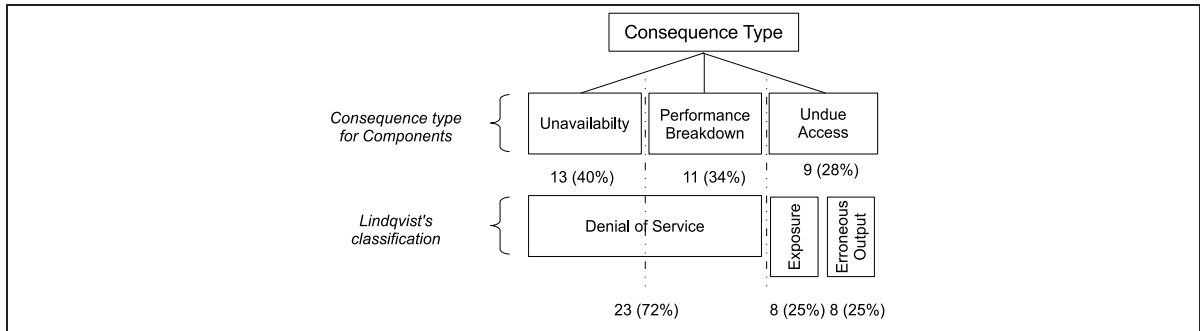 Consequence Type
Consequence type
for Components
Unavailabilty
Performance
Breakdown
Undue
Access
13 (40%)
11 (34%)
9 (28%)
Lindqvist's
classification
Denial of Service
Exposure
Erroneous
Output
23 (72%)
8 (25%)
8 (25%)